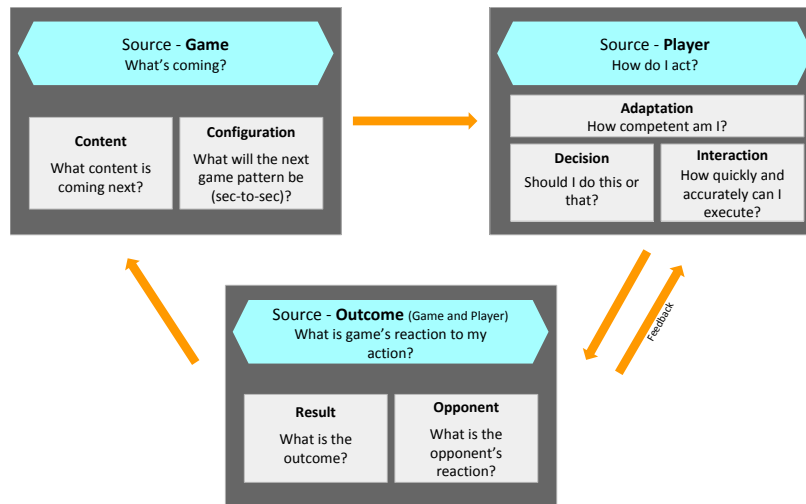 Source - Game
What's coming?
Content
What content is
coming next?
Configuration
What will the next
game pattern be
(sec-to-sec)?
Source - Player
How do I act?
Adaptation
How competent am I?
Decision
Should I do this or
that?
Interaction
How quickly and
accurately can I
execute?
Feedback
Source - Outcome (Game and Player)
What is game's reaction to my
action?
Result
What is the
outcome?
Opponent
What is the
opponent's
reaction?